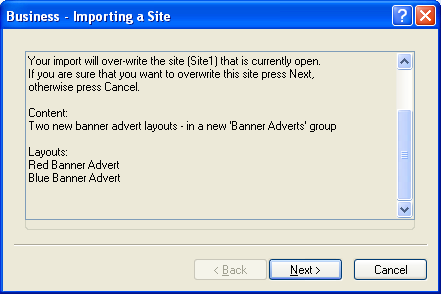 Business - Importing a Site
Your import will over-write the site (Site1) that is currently open.
If you are sure that you want to overwrite this site press Next,
otherwise press Cancel.
Content:
Two new banner advert layouts - in a new 'Banner Adverts' group
Layouts:
Red Banner Advert
Blue Banner Advert
< Back Next > Cancel